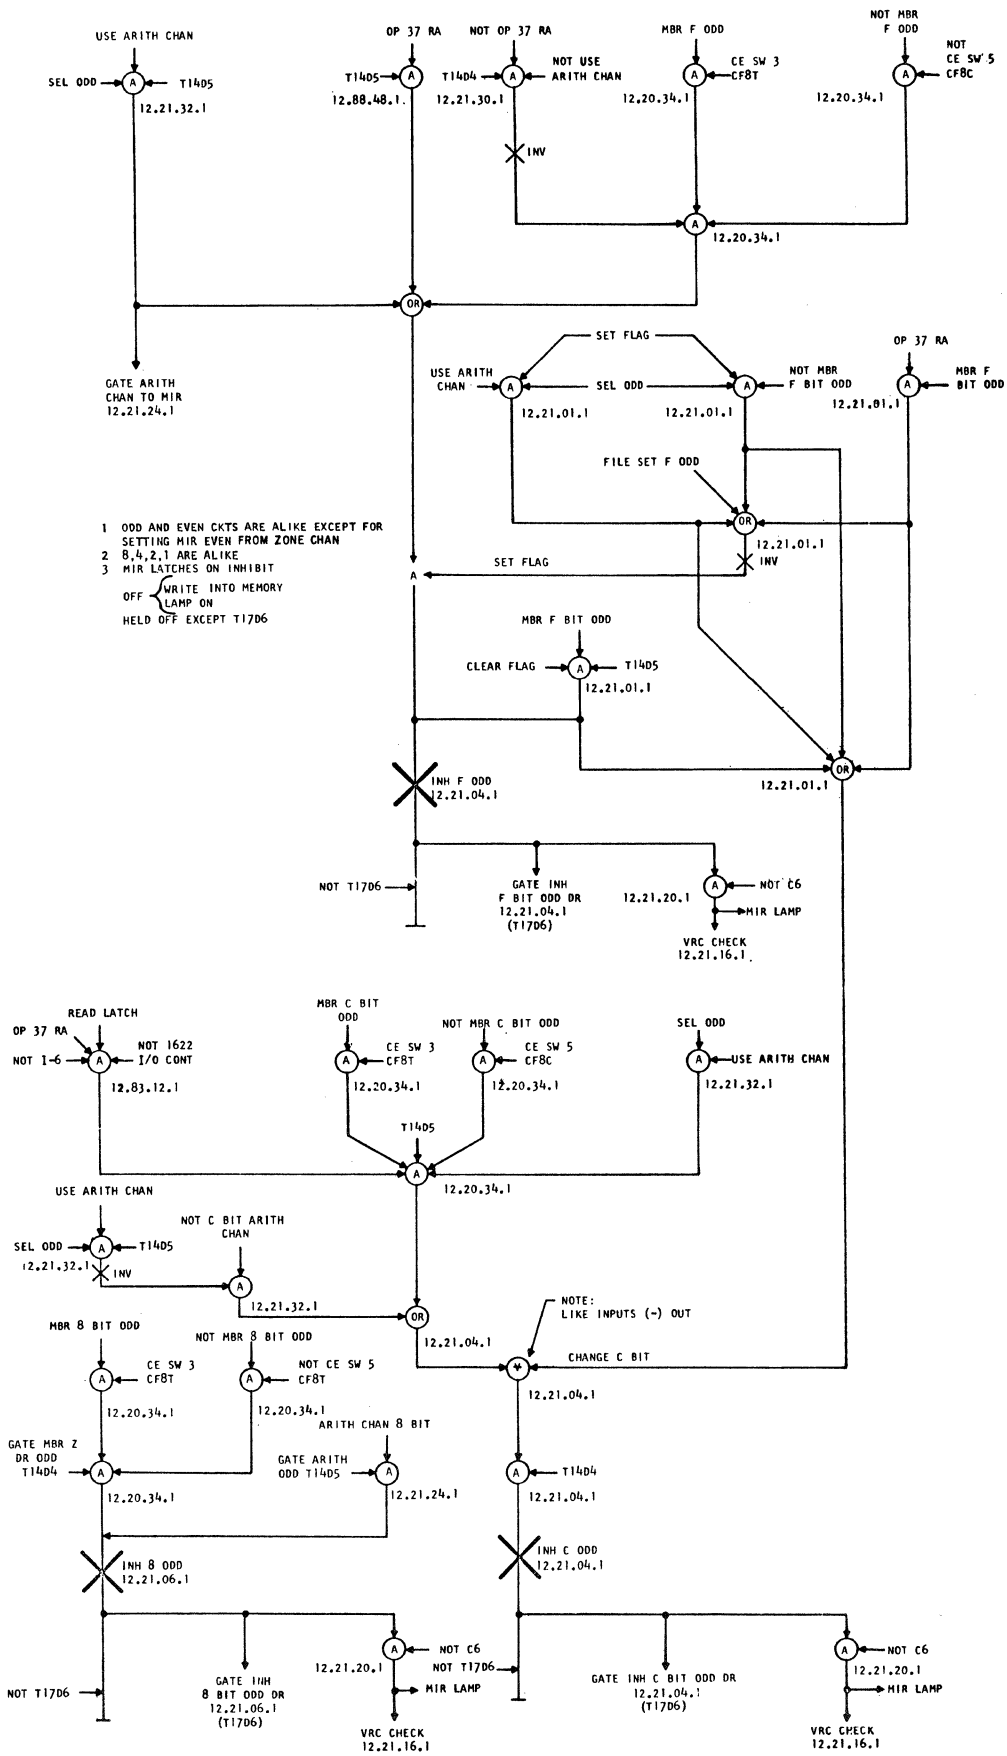 USE ARITH CHAN
SEL ODD
A
T14D5
12.21.32.1
OP 37 RA
T14D5
A
12.88.48.1
NOT OP 37 RA
T14D4
A
NOT USE
ARITH CHAN
12.21.30.1
INV
MBR F ODD
A
CE SW 3
CF8T
12.20.34.1
NOT MBR
F ODD
A
NOT
CE SW 5
CF8C
12.20.34.1
A
12.20.34.1
OR
GATE ARITH
CHAN TO MIR
12.21.24.1
SET FLAG
USE ARITH
CHAN
A
SEL ODD
A
NOT MBR
F BIT ODD
12.21.01.1
12.21.01.1
OP 37 RA
A
MBR F
BIT ODD
12.21.01.1
FILE SET F ODD
OR
12.21.01.1
INV
1 ODD AND EVEN CKTS ARE ALIKE EXCEPT FOR
SETTING MIR EVEN FROM ZONE CHAN
2 8,4,2,1 ARE ALIKE
3 MIR LATCHES ON INHIBIT
OFF { WRITE INTO MEMORY
LAMP ON
HELD OFF EXCEPT T17D6
A
SET FLAG
MBR F BIT ODD
CLEAR FLAG
A
T14D5
12.21.01.1
OR
12.21.01.1
INH F ODD
12.21.04.1
NOT T17D6
GATE INH
F BIT ODD DR
12.21.04.1
(T17D6)
A
NOT C6
12.21.20.1
MIR LAMP
VRC CHECK
12.21.16.1
READ LATCH
OP 37 RA
NOT I-6
A
NOT 1622
I/O CONT
12.83.12.1
MBR C BIT
ODD
A
CE SW 3
CF8T
12.20.34.1
NOT MBR C BIT ODD
A
CE SW 5
CF8C
12.20.34.1
SEL ODD
A
USE ARITH CHAN
12.21.32.1
T14D5
A
12.20.34.1
USE ARITH CHAN
SEL ODD
A
T14D5
12.21.32.1
INV
NOT C BIT ARITH
CHAN
A
12.21.32.1
OR
12.21.04.1
NOTE:
LIKE INPUTS (-) OUT
CHANGE C BIT
12.21.04.1
MBR 8 BIT ODD
A
CE SW 3
CF8T
12.20.34.1
NOT MBR 8 BIT ODD
A
NOT CE SW 5
CF8T
12.20.34.1
GATE MBR Z
DR ODD
T14D4
A
12.20.34.1
ARITH CHAN 8 BIT
GATE ARITH
ODD T14D5
A
12.21.24.1
A
T14D4
12.21.04.1
INH 8 ODD
12.21.06.1
INH C ODD
12.21.04.1
NOT T17D6
GATE INH
8 BIT ODD DR
12.21.06.1
(T17D6)
A
NOT C6
12.21.20.1
MIR LAMP
VRC CHECK
12.21.16.1
NOT T17D6
GATE INH C BIT ODD DR
12.21.04.1
(T17D6)
A
NOT C6
12.21.20.1
MIR LAMP
VRC CHECK
12.21.16.1